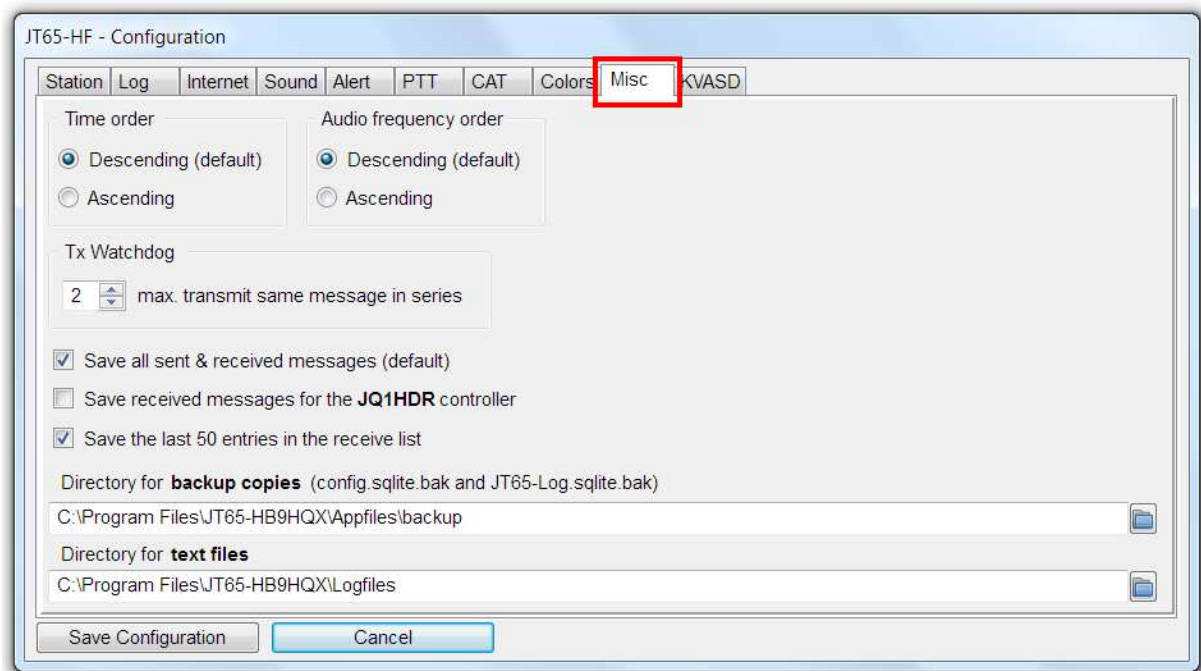 JT65-HF - Configuration
Station Log Internet Sound Alert PTT CAT Colors Misc KVASD
Time order Audio frequency order
Descending (default) Descending (default)
Ascending Ascending
Tx Watchdog
2 max. transmit same message in series
Save all sent & received messages (default)
Save received messages for the JQ1HDR controller
Save the last 50 entries in the receive list
Directory for backup copies (config.sqlite.bak and JT65-Log.sqlite.bak)
C:\Program Files\JT65-HB9HQX\Appfiles\backup
Directory for text files
C:\Program Files\JT65-HB9HQX\Logfiles
Save Configuration Cancel